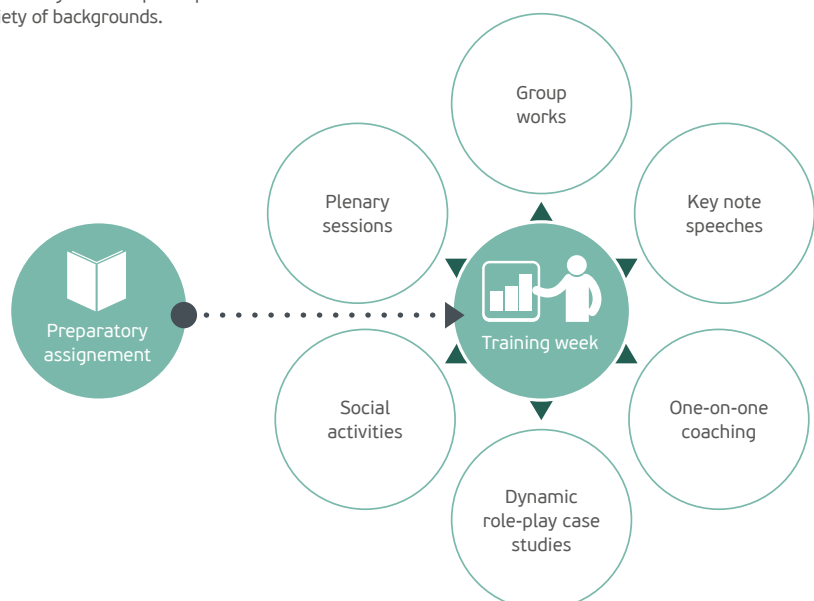 iety of backgrounds.
Group
works
Plenary
sessions
Key note
speeches
Preparatory
assignement
Training week
Social
activities
One-on-one
coaching
Dynamic
role-play case
studies